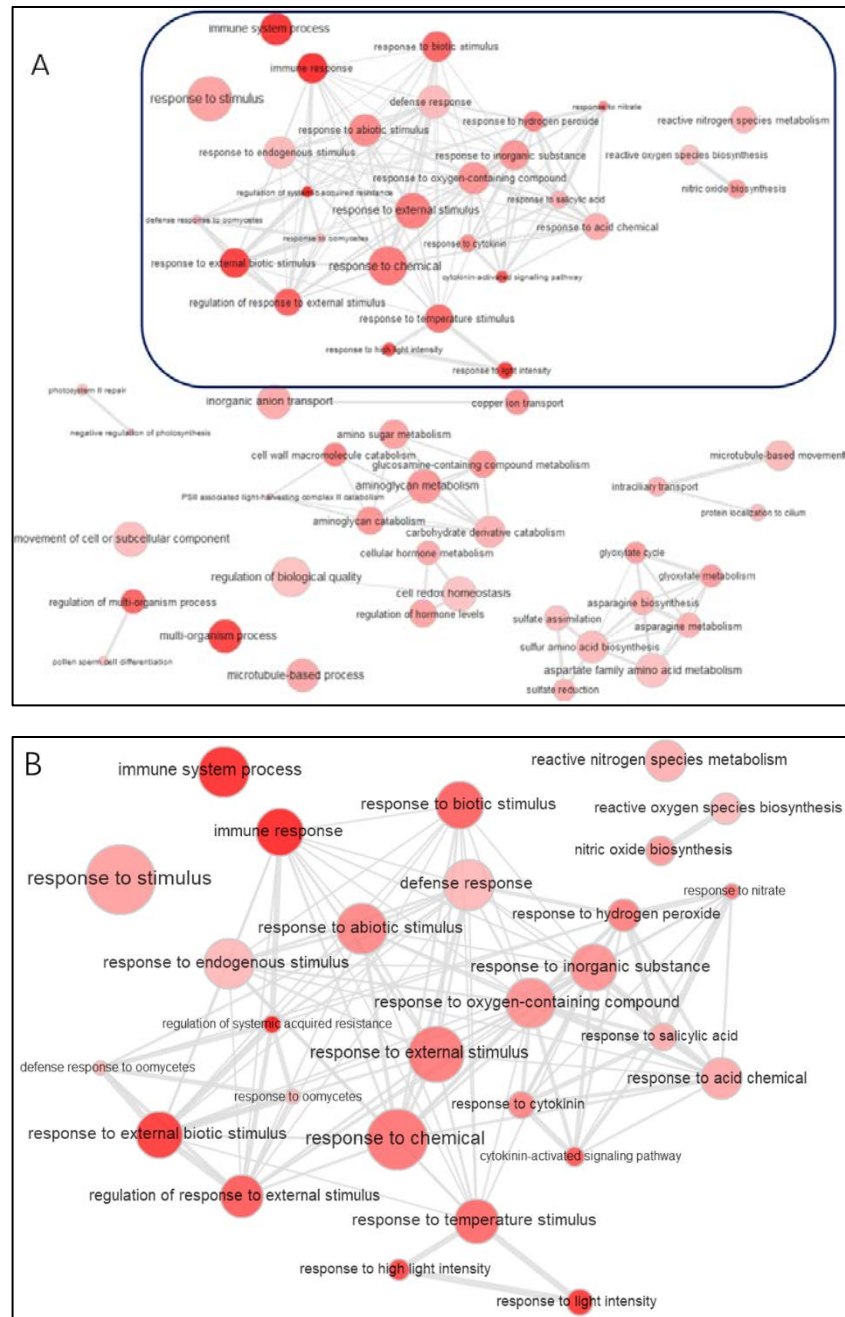 A
immune system process
response to biotic stimulus
immune response
response to stimulus
defense response
response to nitrate
response to hydrogen peroxide
reactive nitrogen species metabolism
response to abiotic stimulus
response to endogenous stimulus
response to inorganic substance
reactive oxygen species biosynthesis
response to oxygen-containing compound
nitric oxide biosynthesis
regulation of systemic acquired resistance
response to salicylic acid
response to external stimulus
defense response to oomycetes
response to acid chemical
response to oomycetes
response to cytokinin
response to external biotic stimulus
response to chemical
cytokinin-activated signalling pathway
regulation of response to external stimulus
response to temperature stimulus
response to high light intensity
response to light intensity
photosystem II repair
inorganic anion transport
copper ion transport
negative regulation of photosynthesis
amino sugar metabolism
cell wall macromolecule catabolism
microtubule-based movement
glucosamine-containing compound metabolism
aminoglycan metabolism
intraciliary transport
PSII associated light-harvesting complex II catabolism
protein localization to cilium
aminoglycan catabolism
carbohydrate derivative catabolism
movement of cell or subcellular component
cellular hormone metabolism
glyoxylate cycle
regulation of biological quality
glyoxylate metabolism
cell redox homeostasis
regulation of multi-organism process
asparagine biosynthesis
regulation of hormone levels
sulfate assimilation
asparagine metabolism
multi-organism process
sulfur amino acid biosynthesis
pollen sperm cell differentiation
aspartate family amino acid metabolism
microtubule-based process
sulfate reduction
B
immune system process
reactive nitrogen species metabolism
response to biotic stimulus
reactive oxygen species biosynthesis
immune response
nitric oxide biosynthesis
response to stimulus
defense response
response to nitrate
response to hydrogen peroxide
response to abiotic stimulus
response to endogenous stimulus
response to inorganic substance
response to oxygen-containing compound
regulation of systemic acquired resistance
response to salicylic acid
response to external stimulus
defense response to oomycetes
response to acid chemical
response to oomycetes
response to cytokinin
response to external biotic stimulus
response to chemical
cytokinin-activated signaling pathway
regulation of response to external stimulus
response to temperature stimulus
response to high light intensity
response to light intensity